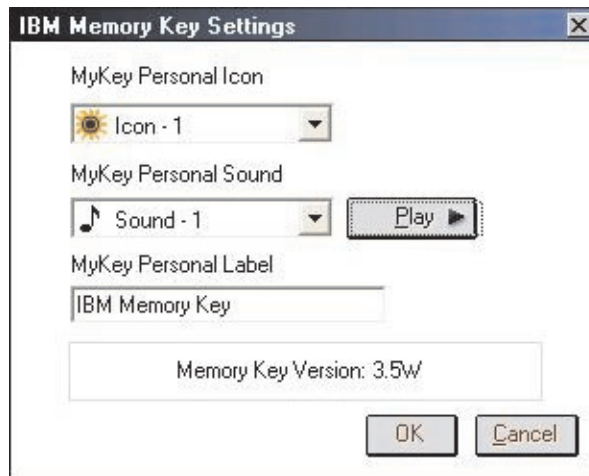 IBM Memory Key Settings
MyKey Personal Icon
Icon - 1
MyKey Personal Sound
Sound - 1 Play
MyKey Personal Label
IBM Memory Key
Memory Key Version: 3.5W
OK Cancel